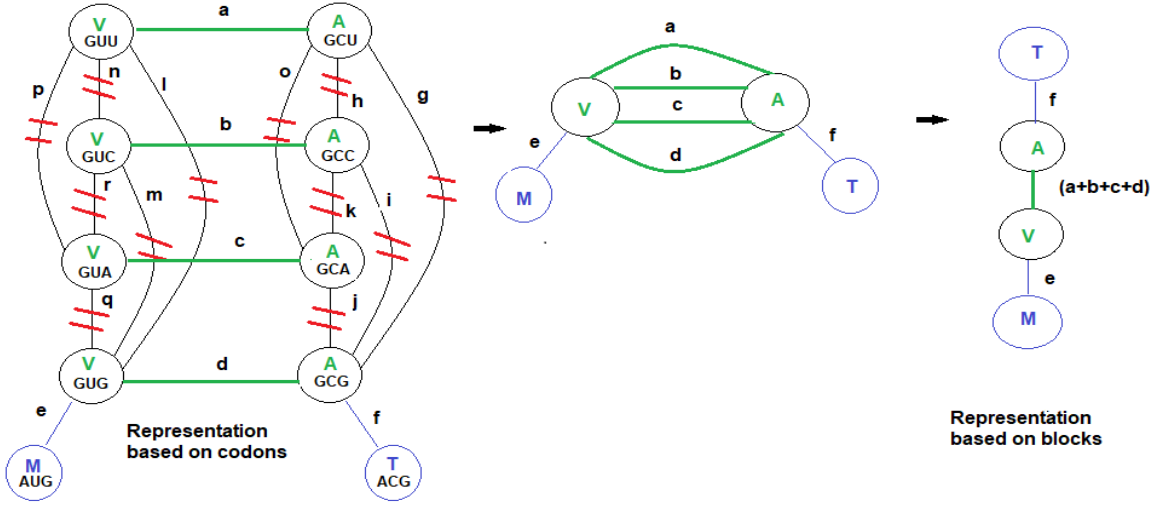 a
V
GUU
A
GCU
n
l
o
h
g
p
b
V
GUC
A
GCC
r
m
k
i
c
V
GUA
A
GCA
q
j
d
V
GUG
A
GCG
e
f
M
AUG
T
ACG
Representation
based on codons
a
b
c
d
V
A
e
f
M
T
T
f
A
(a+b+c+d)
V
e
M
Representation
based on blocks